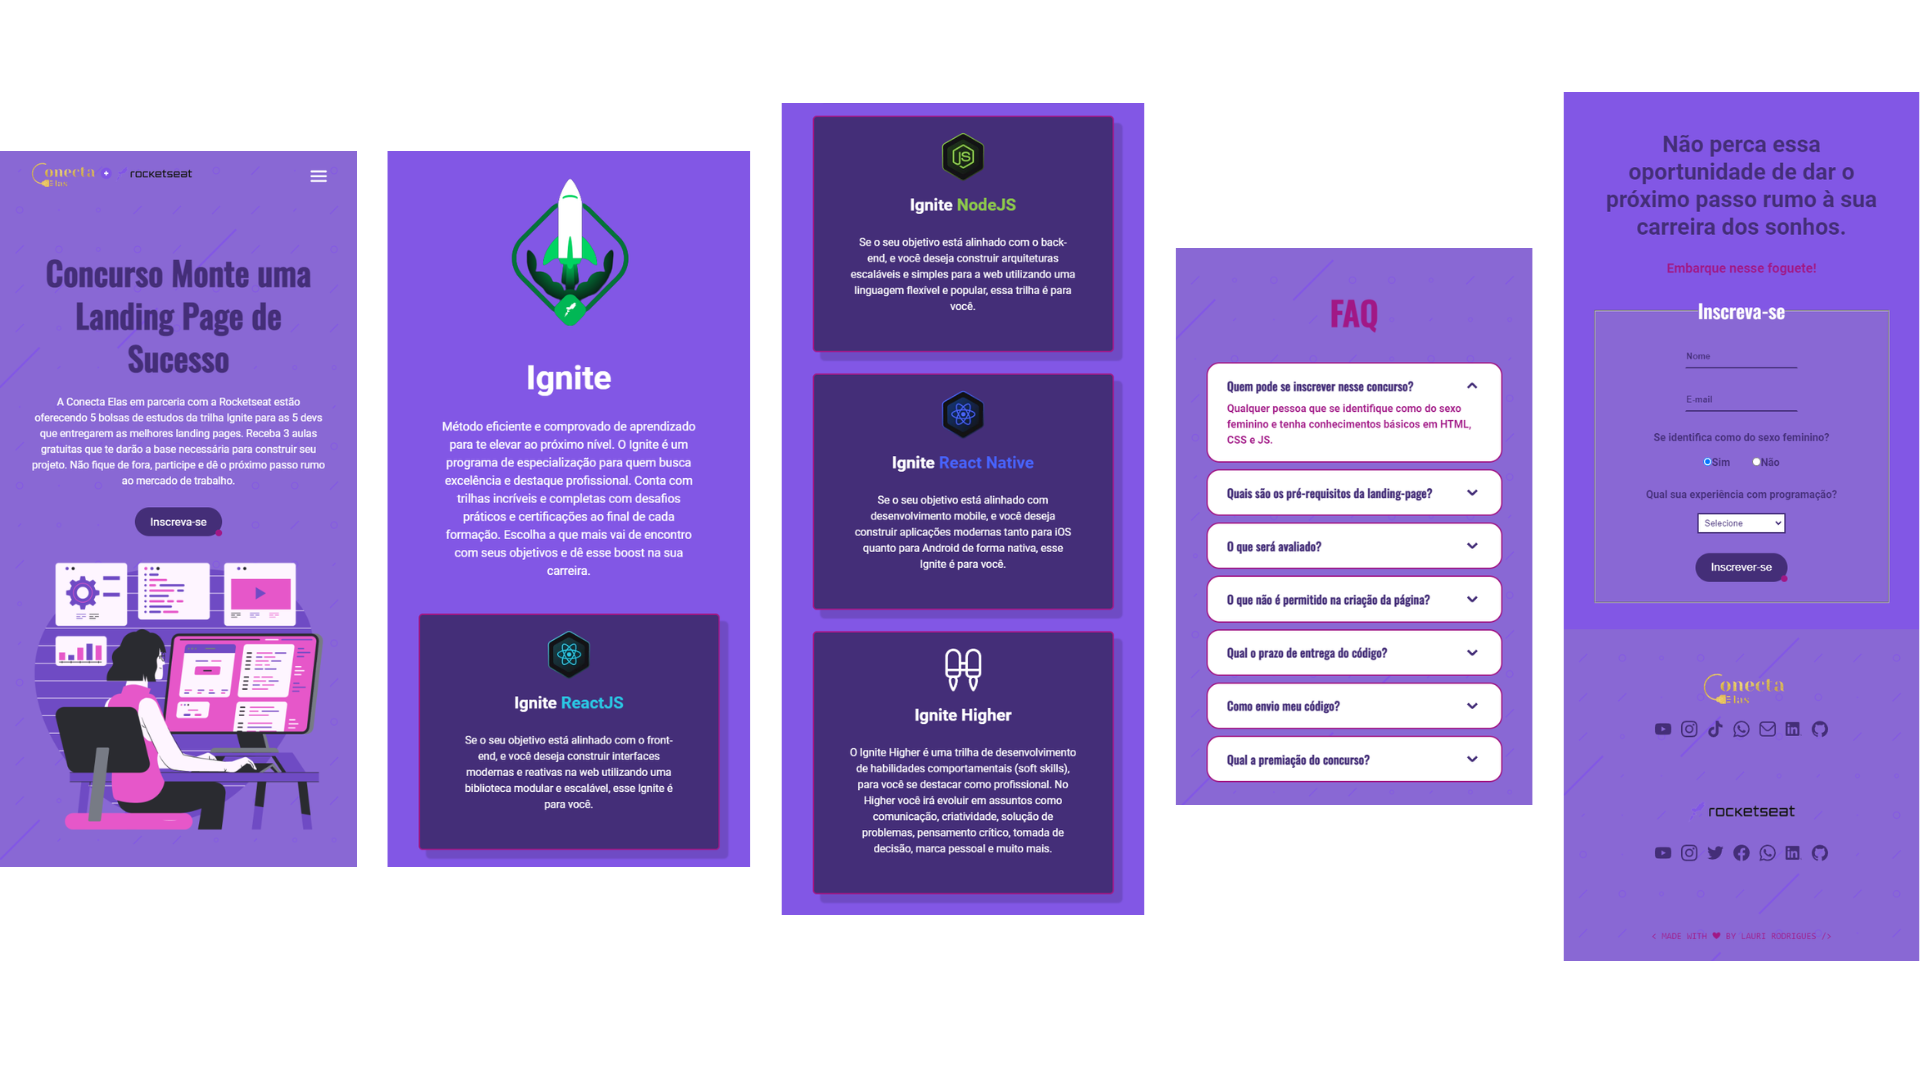 Conecta
Elas
rocketseat
Concurso Monte uma
Landing Page de
Sucesso
A Conecta Elas em parceria com a Rocketseat estão
oferecendo 5 bolsas de estudos da trilha Ignite para as 5 devs
que entregarem as melhores landing pages. Receba 3 aulas
gratuitas que te darão a base necessária para construir seu
projeto. Não fique de fora, participe e dê o próximo passo rumo
ao mercado de trabalho.
Inscreva-se
Ignite
Método eficiente e comprovado de aprendizado
para te elevar ao próximo nível. O Ignite é um
programa de especialização para quem busca
excelência e destaque profissional. Conta com
trilhas incríveis e completas com desafios
práticos e certificações ao final de cada
formação. Escolha a que mais vai de encontro
com seus objetivos e dê esse boost na sua
carreira.
Ignite ReactJS
Se o seu objetivo está alinhado com o front-
end, e você deseja construir interfaces
modernas e reativas na web utilizando uma
biblioteca modular e escalável, esse Ignite é
para você.
JS
Ignite NodeJS
Se o seu objetivo está alinhado com o back-
end, e você deseja construir arquiteturas
escaláveis e simples para a web utilizando uma
linguagem flexível e popular, essa trilha é para
você.
Ignite React Native
Se o seu objetivo está alinhado com
desenvolvimento mobile, e você deseja
construir aplicações modernas tanto para iOS
quanto para Android de forma nativa, esse
Ignite é para você.
Ignite Higher
O Ignite Higher é uma trilha de desenvolvimento
de habilidades comportamentais (soft skills),
para você se destacar como profissional. No
Higher você irá evoluir em assuntos como
comunicação, criatividade, solução de
problemas, pensamento crítico, tomada de
decisão, marca pessoal e muito mais.
FAQ
Quem pode se inscrever nesse concurso?
Qualquer pessoa que se identifique como do sexo
feminino e tenha conhecimentos básicos em HTML,
CSS e JS.
Quais são os pré-requisitos da landing-page?
O que será avaliado?
O que não é permitido na criação da página?
Qual o prazo de entrega do código?
Como envio meu código?
Qual a premiação do concurso?
Não perca essa
oportunidade de dar o
próximo passo rumo à sua
carreira dos sonhos.
Embarque nesse foguete!
Inscreva-se
Nome
E-mail
Se identifica como do sexo feminino?
Sim Não
Qual sua experiência com programação?
Selecione
Inscrever-se
Conecta
Elas
rocketseat
< MADE WITH ♥ BY LAURI RODRIGUES />